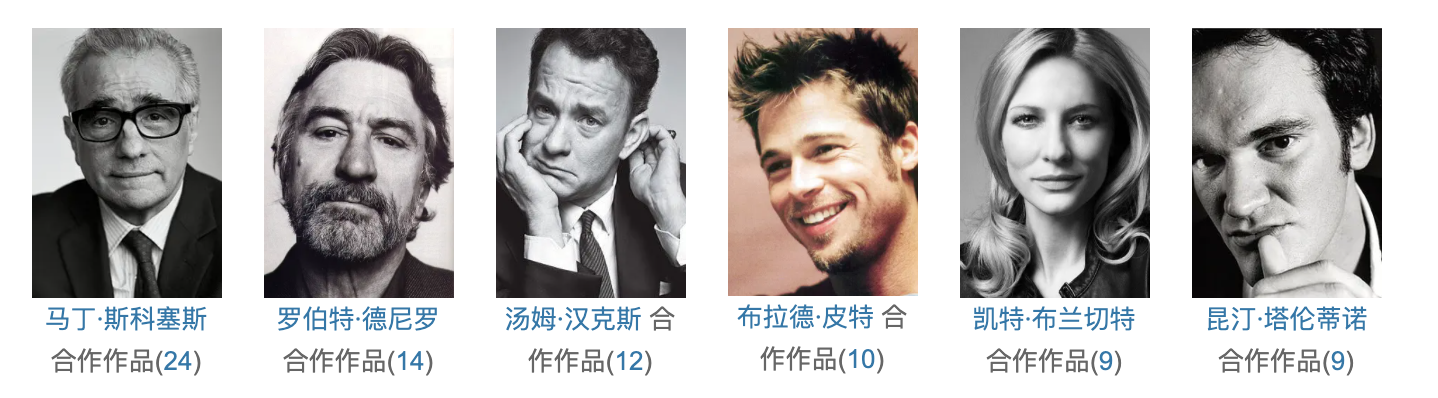 马丁·斯科塞斯
合作作品(24)
罗伯特·德尼罗
合作作品(14)
汤姆·汉克斯 合
作作品(12)
布拉德·皮特 合
作作品(10)
凯特·布兰切特
合作作品(9)
昆汀·塔伦蒂诺
合作作品(9)